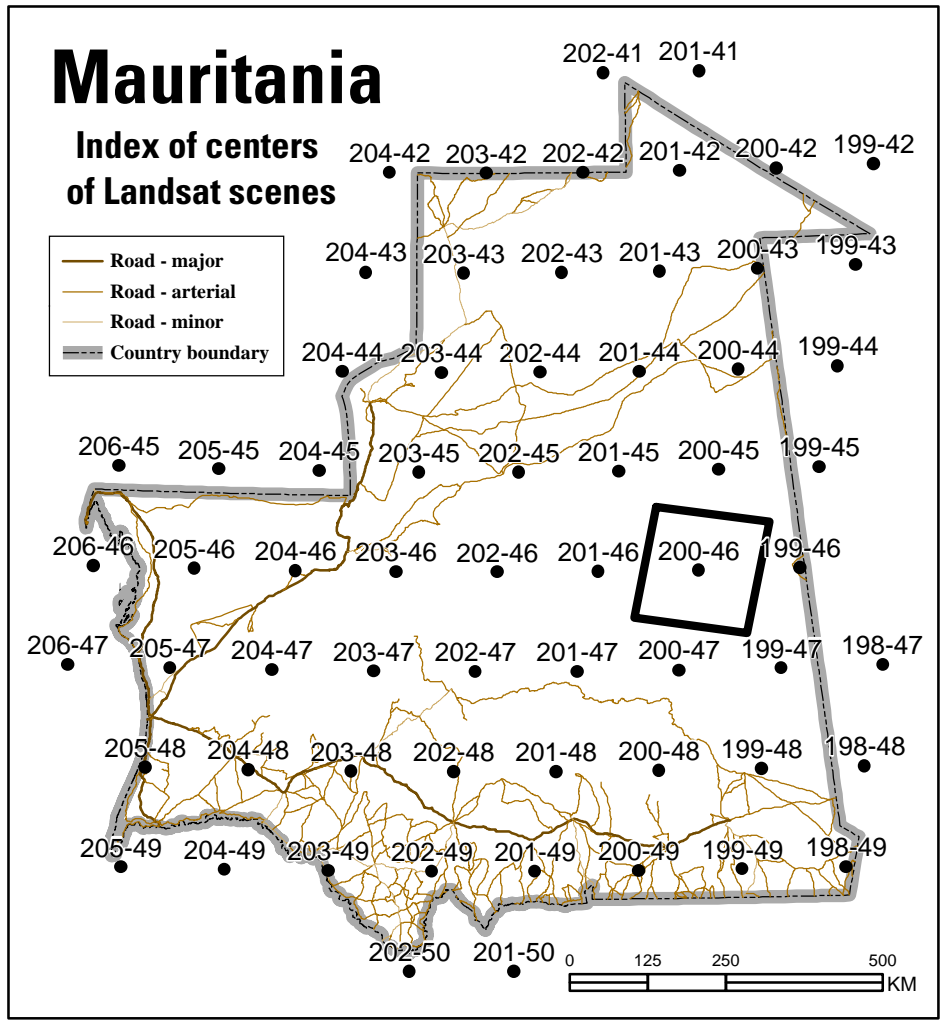 Mauritania
Index of centers
of Landsat scenes
Road - major
Road - arterial
Road - minor
Country boundary
202-41 201-41
204-42 203-42 202-42 201-42 200-42 199-42
204-43 203-43 202-43 201-43 200-43 199-43
204-44 203-44 202-44 201-44 200-44 199-44
206-45 205-45 204-45 203-45 202-45 201-45 200-45 199-45
206-46 205-46 204-46 203-46 202-46 201-46 200-46 199-46
206-47 205-47 204-47 203-47 202-47 201-47 200-47 199-47 198-47
205-48 204-48 203-48 202-48 201-48 200-48 199-48 198-48
205-49 204-49 203-49 202-49 201-49 200-49 199-49 198-49
202-50 201-50
0 125 250 500
KM